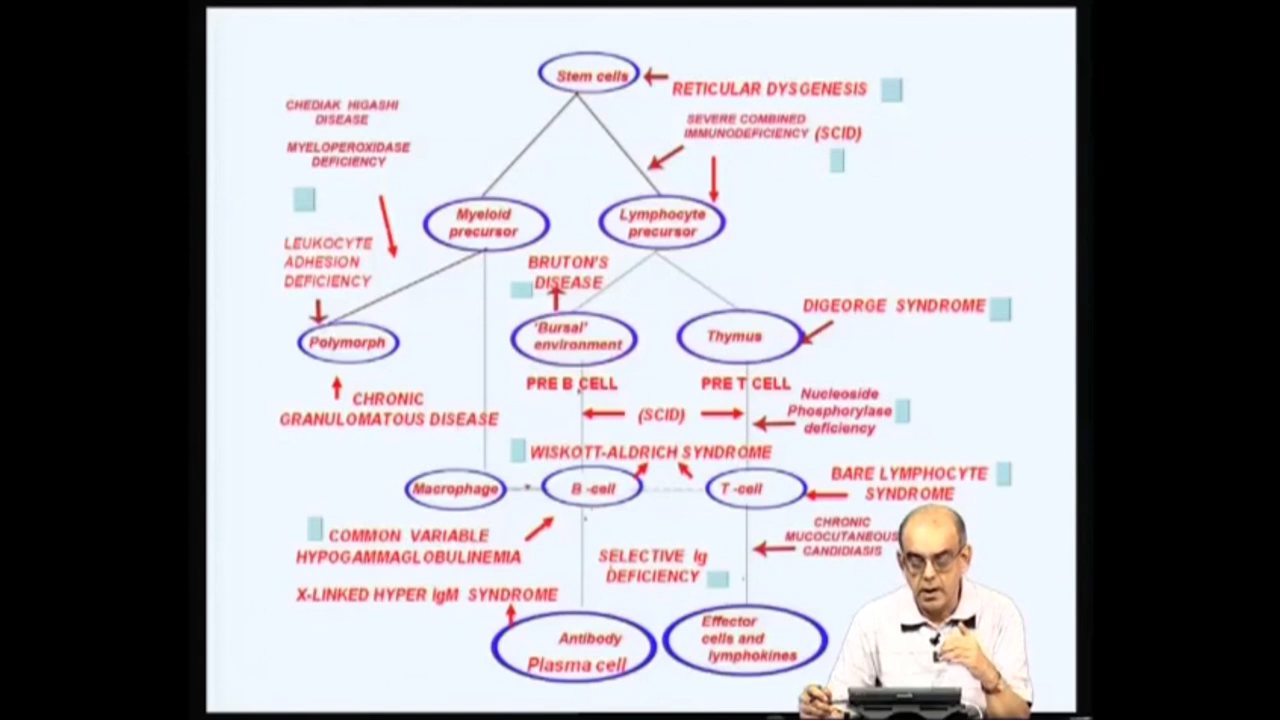 Stem cells
RETICULAR DYSGENESIS
CHEDIAK HIGASHI
DISEASE
SEVERE COMBINED
IMMUNODEFICIENCY (SCID)
MYELOPEROXIDASE
DEFICIENCY
Myeloid
precursor
Lymphocyte
precursor
LEUKOCYTE
ADHESION
DEFICIENCY
BRUTON'S
DISEASE
DIGEORGE SYNDROME
Polymorph
'Bursal'
environment
Thymus
PRE B CELL
PRE T CELL
CHRONIC
GRANULOMATOUS DISEASE
(SCID)
Nucleoside
Phosphorylase
deficiency
WISKOTT-ALDRICH SYNDROME
Macrophage
B -cell
T -cell
BARE LYMPHOCYTE
SYNDROME
COMMON VARIABLE
HYPOGAMMAGLOBULINEMIA
CHRONIC
MUCOCUTANEOUS
CANDIDIASIS
SELECTIVE Ig
DEFICIENCY
X-LINKED HYPER IgM SYNDROME
Antibody
Plasma cell
Effector
cells and
lymphokines